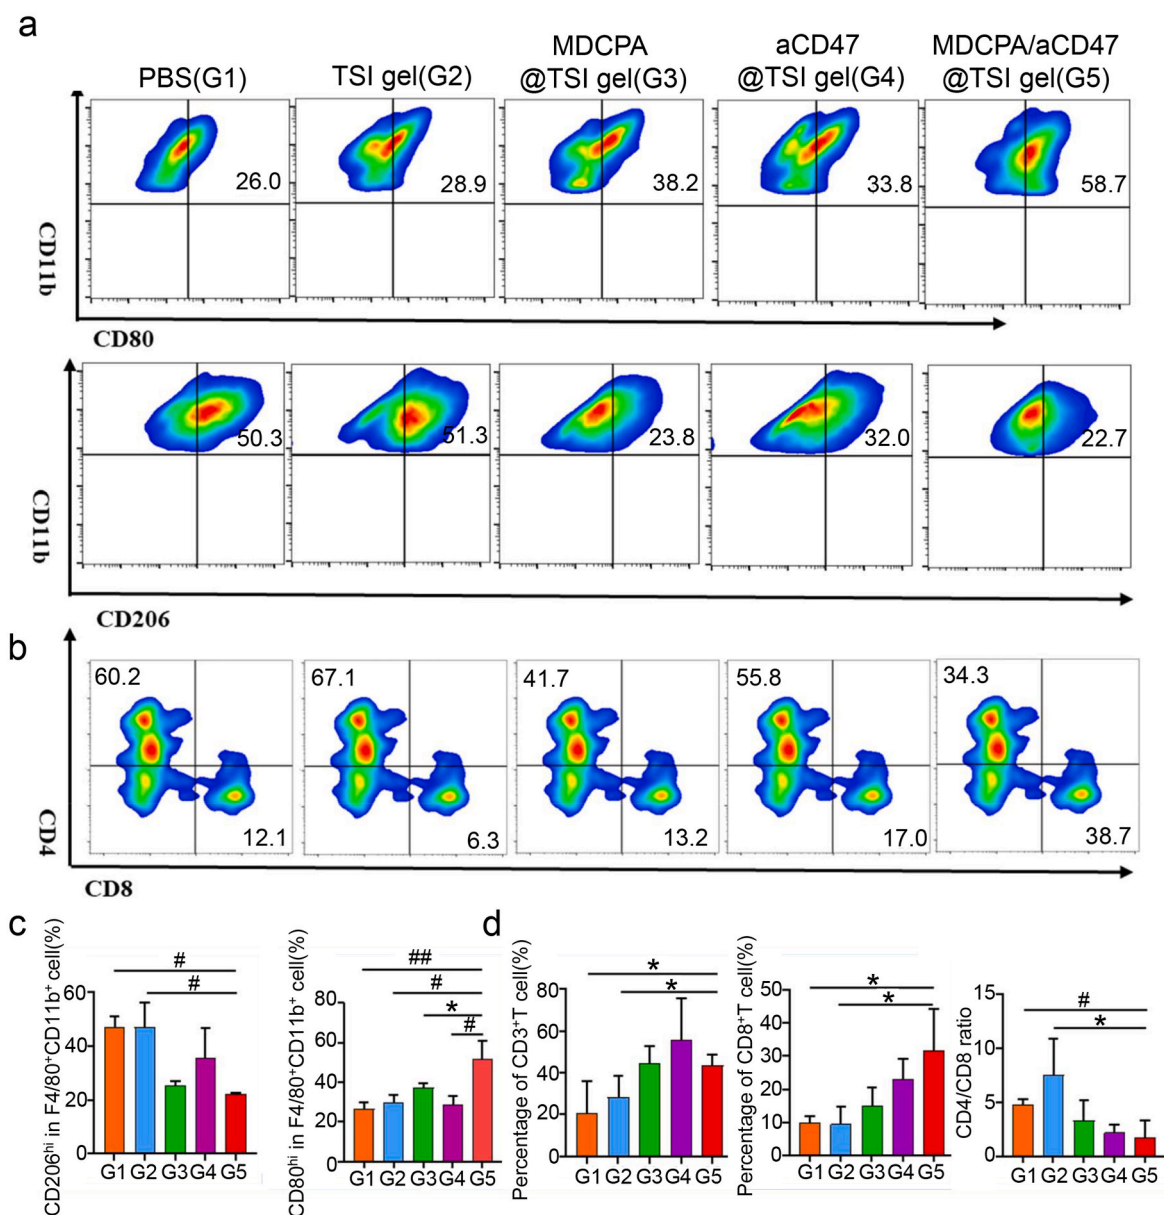 a
PBS(G1)
TSI gel(G2)
MDCPA
@TSI gel(G3)
aCD47
@TSI gel(G4)
MDCPA/aCD47
@TSI gel(G5)
26.0
28.9
38.2
33.8
58.7
CD11b
CD80
50.3
51.3
23.8
32.0
22.7
CD11b
CD206
b
60.2
67.1
41.7
55.8
34.3
12.1
6.3
13.2
17.0
38.7
CD4
CD8
c
CD206ʰⁱ in F4/80⁺CD11b⁺ cell(%)
60
40
20
0
#
#
G1 G2 G3 G4 G5
CD80ʰⁱ in F4/80⁺CD11b⁺ cell(%)
80
60
40
20
0
##
#
*
#
G1 G2 G3 G4 G5
d
Percentage of CD3⁺T cell(%)
80
60
40
20
0
*
*
G1 G2 G3 G4 G5
Percentage of CD8⁺T cell(%)
50
40
30
20
10
0
*
*
G1 G2 G3 G4 G5
CD4/CD8 ratio
15
10
5
0
#
*
G1 G2 G3 G4 G5